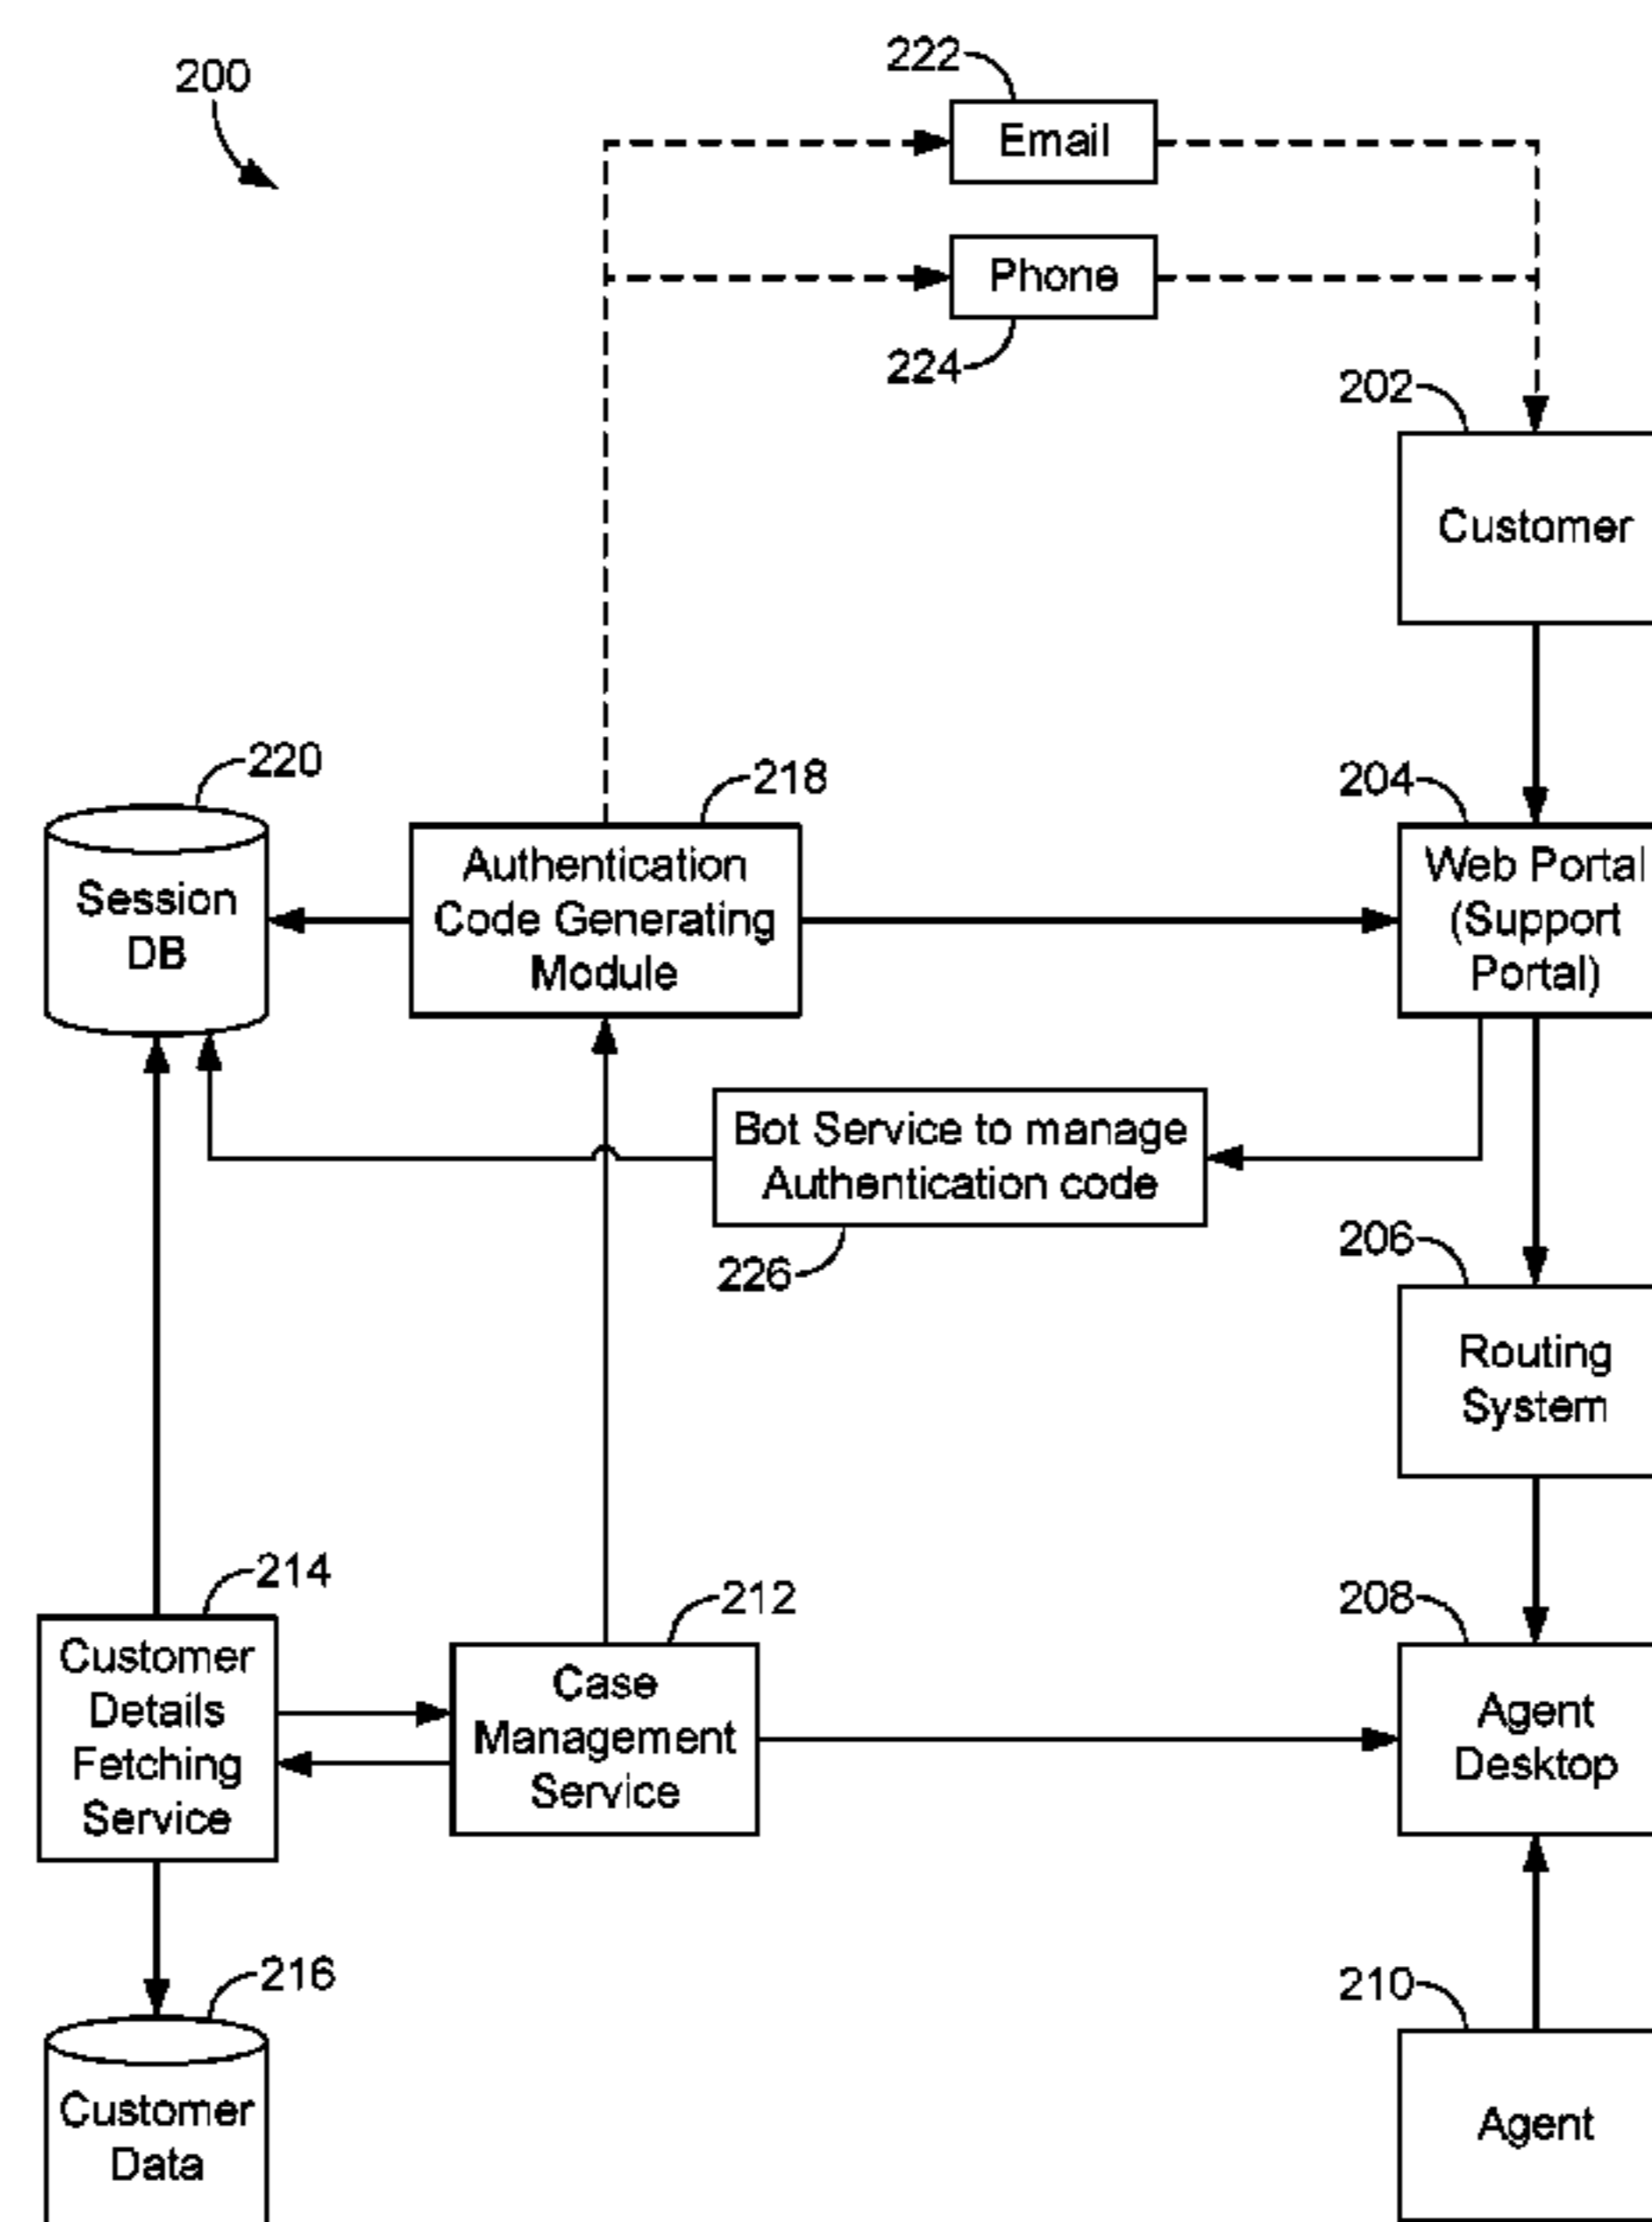 200
222
Email
Phone
224
202
Customer
220
218
204
Session
DB
Authentication
Code Generating
Module
Web Portal
(Support
Portal)
Bot Service to manage
Authentication code
226
206
Routing
System
214
212
208
Customer
Details
Fetching
Service
Case
Management
Service
Agent
Desktop
216
210
Customer
Data
Agent